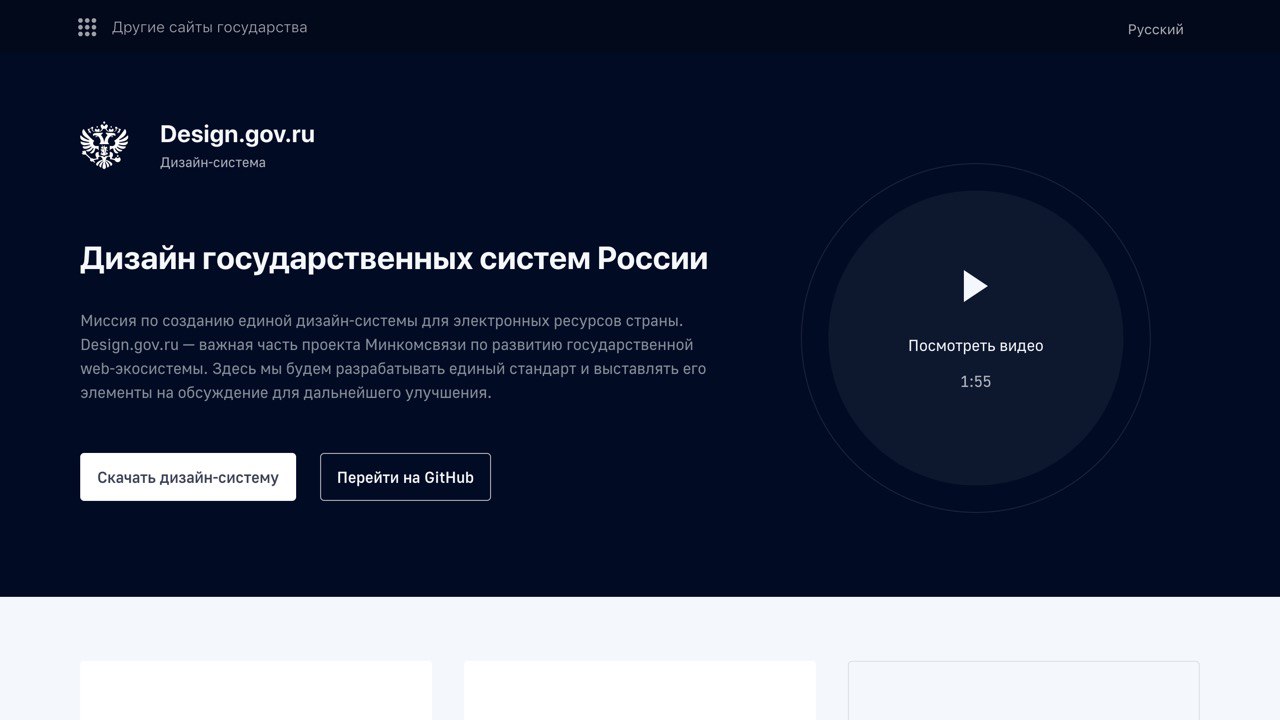 Другие сайты государства
Русский
Design.gov.ru
Дизайн-система
Дизайн государственных систем России
Миссия по созданию единой дизайн-системы для электронных ресурсов страны.
Design.gov.ru — важная часть проекта Минкомсвязи по развитию государственной
web-экосистемы. Здесь мы будем разрабатывать единый стандарт и выставлять его
элементы на обсуждение для дальнейшего улучшения.
Скачать дизайн-систему
Перейти на GitHub
Посмотреть видео
1:55